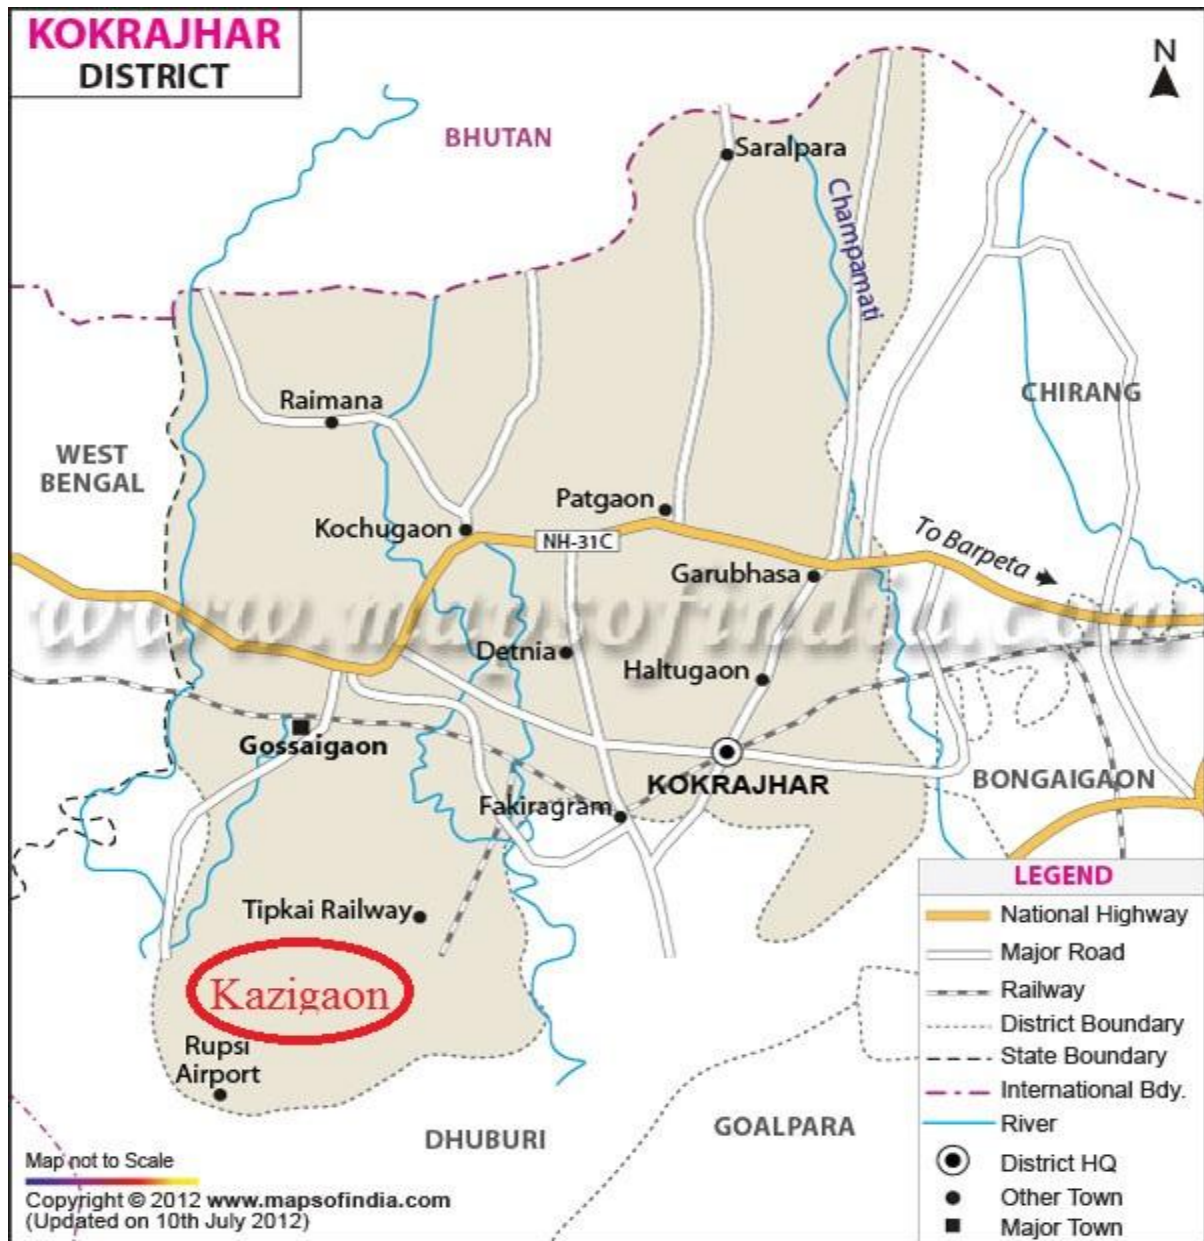 KOKRAJHAR
DISTRICT
N
BHUTAN
Saralpara
Champamati
Raimana
CHIRANG
WEST
BENGAL
Patgaon
Kochugaon
NH-31C
To Barpeta
Garubhasa
www.mapsofindia.com
Detnia
Haltugaon
Gossaigaon
KOKRAJHAR
BONGAIGAON
Fakiragram
Tipkai Railway
Kazigaon
Rupsi
Airport
DHUBURI
GOALPARA
LEGEND
National Highway
Major Road
Railway
District Boundary
State Boundary
International Bdy.
River
District HQ
Other Town
Major Town
Map not to Scale
Copyright © 2012 www.mapsofindia.com
(Updated on 10th July 2012)